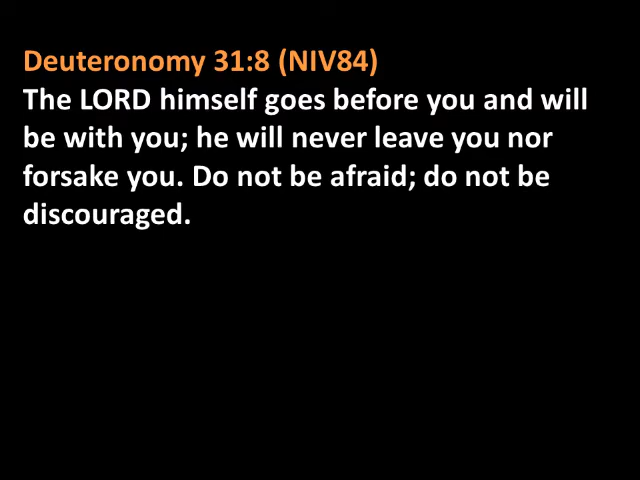 Deuteronomy 31:8 (NIV84)
The LORD himself goes before you and will
be with you; he will never leave you nor
forsake you. Do not be afraid; do not be
discouraged.